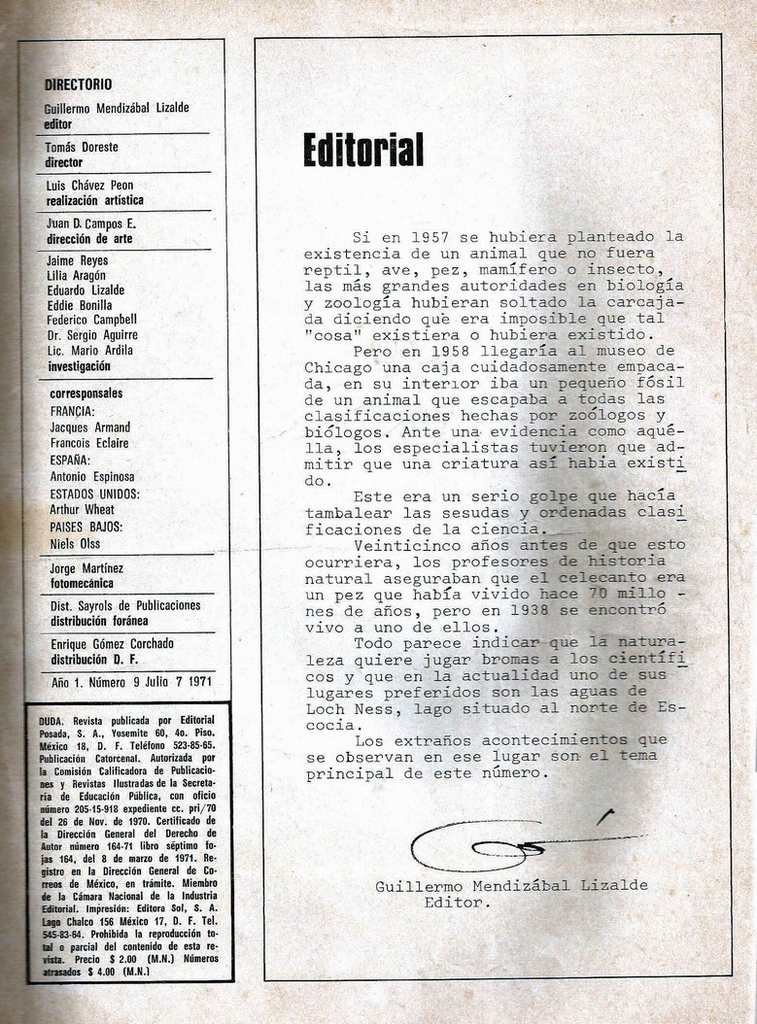 DIRECTORIO
Guillermo Mendizábal Lizalde
editor
Tomás Doreste
director
Luis Chávez Peon
realización artística
Juan D. Campos E.
dirección de arte
Jaime Reyes
Lilia Aragón
Eduardo Lizalde
Eddie Bonilla
Federico Campbell
Dr. Sergio Aguirre
Lic. Mario Ardila
investigación
corresponsales
FRANCIA:
Jacques Armand
Francois Eclaire
ESPAÑA:
Antonio Espinosa
ESTADOS UNIDOS:
Arthur Wheat
PAISES BAJOS:
Niels Olss
Jorge Martínez
fotomecánica
Dist. Sayrols de Publicaciones
distribución foránea
Enrique Gómez Corchado
distribución D. F.
Año 1. Número 9 Julio 7 1971
DUDA. Revista publicada por Editorial
Posada, S. A., Yosemite 60, 4o. Piso.
México 18, D. F. Teléfono 523-85-65.
Publicación Catorcenal. Autorizada por
la Comisión Calificadora de Publicacio-
nes y Revistas Ilustradas de la Secreta-
ría de Educación Pública, con oficio
número 205-15-918 expediente cc. pri/70
del 26 de Nov. de 1970. Certificado de
la Dirección General del Derecho de
Autor número 164-71 libro séptimo fo-
jas 164, del 8 de marzo de 1971. Re-
gistro en la Dirección General de Co-
rreos de México, en trámite. Miembro
de la Cámara Nacional de la Industria
Editorial. Impresión: Editora Sol, S. A.
Lago Chalco 156 México 17, D. F. Tel.
545-83-64. Prohibida la reproducción to-
tal o parcial del contenido de esta re-
vista. Precio $ 2.00 (M.N.) Números
atrasados $ 4.00 (M.N.)
Editorial
Si en 1957 se hubiera planteado la
existencia de un animal que no fuera
reptil, ave, pez, mamífero o insecto,
las más grandes autoridades en biología
y zoología hubieran soltado la carcaja-
da diciendo que era imposible que tal
"cosa" existiera o hubiera existido.
Pero en 1958 llegaría al museo de
Chicago una caja cuidadosamente empaca-
da, en su interior iba un pequeño fósil
de un animal que escapaba a todas las
clasificaciones hechas por zoólogos y
biólogos. Ante una evidencia como aqué-
lla, los especialistas tuvieron que ad-
mitir que una criatura así había existi
do.
Este era un serio golpe que hacía
tambalear las sesudas y ordenadas clasi
ficaciones de la ciencia.
Veinticinco años antes de que esto
ocurriera, los profesores de historia
natural aseguraban que el celecanto era
un pez que había vivido hace 70 millo -
nes de años, pero en 1938 se encontró
vivo a uno de ellos.
Todo parece indicar que la natura-
leza quiere jugar bromas a los científi
cos y que en la actualidad uno de sus
lugares preferidos son las aguas de
Loch Ness, lago situado al norte de Es-
cocia.
Los extraños acontecimientos que
se observan en ese lugar son el tema
principal de este número.
Guillermo Mendizábal Lizalde
Editor.